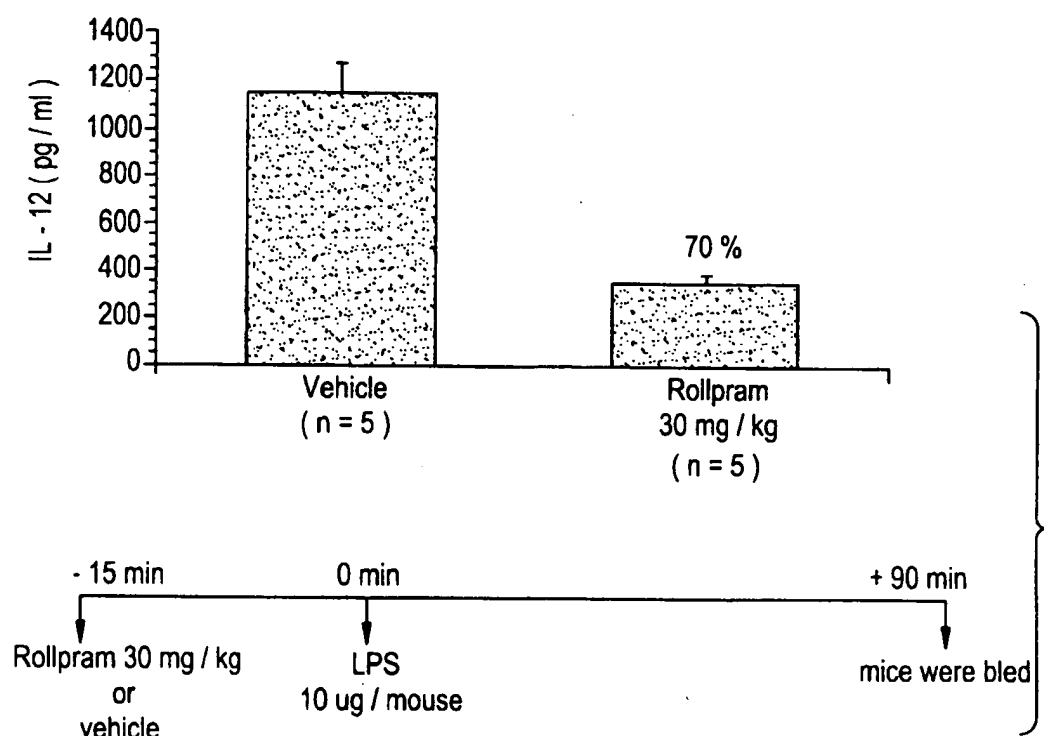 1400
1200
1000
800
600
400
200
0
IL - 12 ( pg / ml )
70 %
Vehicle
( n = 5 )
Rollpram
30 mg / kg
( n = 5 )
- 15 min
0 min
+ 90 min
Rollpram 30 mg / kg
or
vehicle
LPS
10 ug / mouse
mice were bled